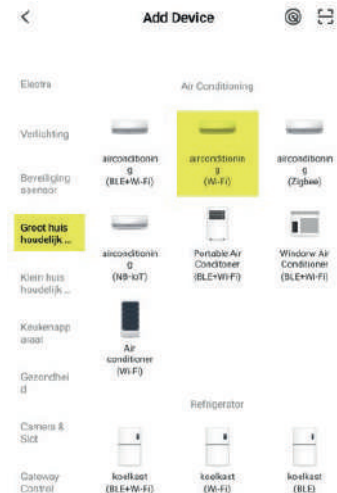 Add Device
Electra
Air Conditioning
Verlichting
airconditionin
g
(BLE+Wi-Fi)
airconditionin
g
(Wi-Fi)
airconditionin
g
(Zigbee)
Beveiliging
sensor
Groot huis
houdelijk ...
airconditionin
g
(NB-IoT)
Portable Air
Conditioner
(BLE+Wi-Fi)
Window Air
Conditioner
(BLE+Wi-Fi)
Klein huis
houdelijk ...
Keukenapp
araat
Air
conditioner
(Wi-Fi)
Gezondhei
d
Refrigerator
Camera &
Slot
Gateway
Control
koelkast
(BLE+Wi-Fi)
koelkast
(Wi-Fi)
koelkast
(BLE)